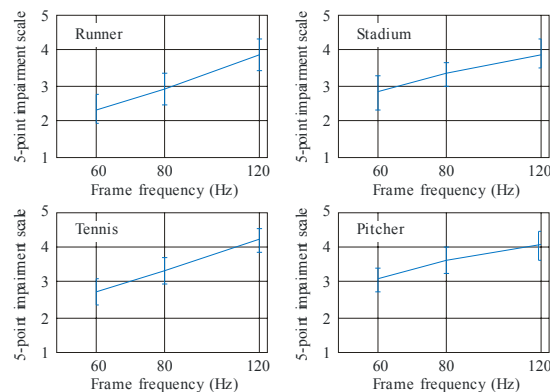 5-point impairment scale
5
4
3
2
1
Runner
60
80
120
Frame frequency (Hz)
5-point impairment scale
5
4
3
2
1
Stadium
60
80
120
Frame frequency (Hz)
5-point impairment scale
5
4
3
2
1
Tennis
60
80
120
Frame frequency (Hz)
5-point impairment scale
5
4
3
2
1
Pitcher
60
80
120
Frame frequency (Hz)